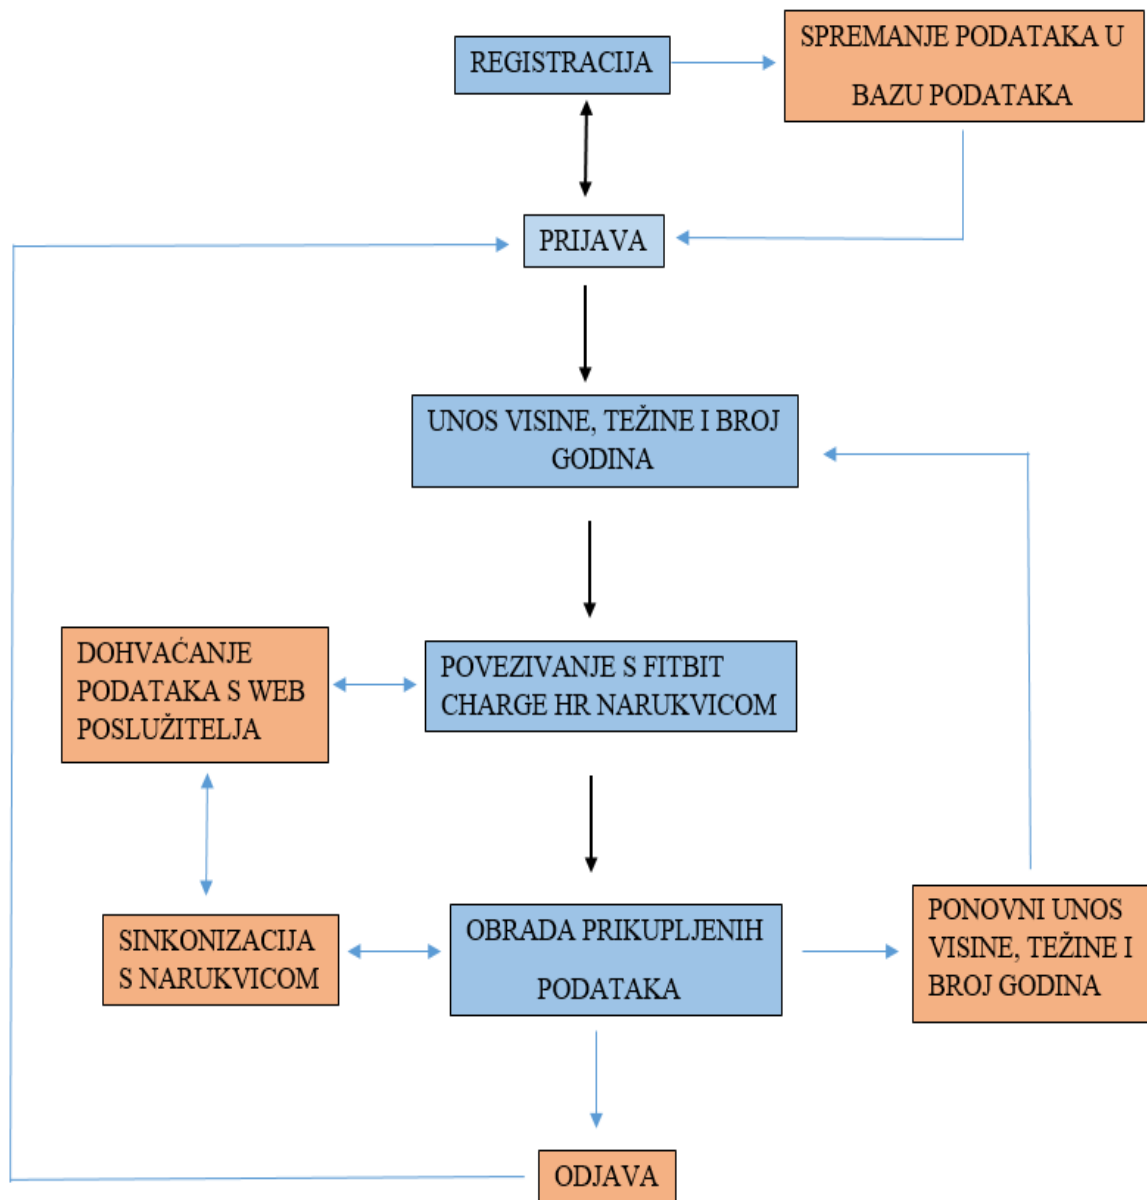 REGISTRACIJA
SPREMANJE PODATAKA U
BAZU PODATAKA
PRIJAVA
UNOS VISINE, TEŽINE I BROJ
GODINA
DOHVAĆANJE
PODATAKA S WEB
POSLUŽITELJA
POVEZIVANJE S FITBIT
CHARGE HR NARUKVICOM
SINKONIZACIJA
S NARUKVICOM
OBRADA PRIKUPLJENIH
PODATAKA
PONOVNI UNOS
VISINE, TEŽINE I
BROJ GODINA
ODJAVA